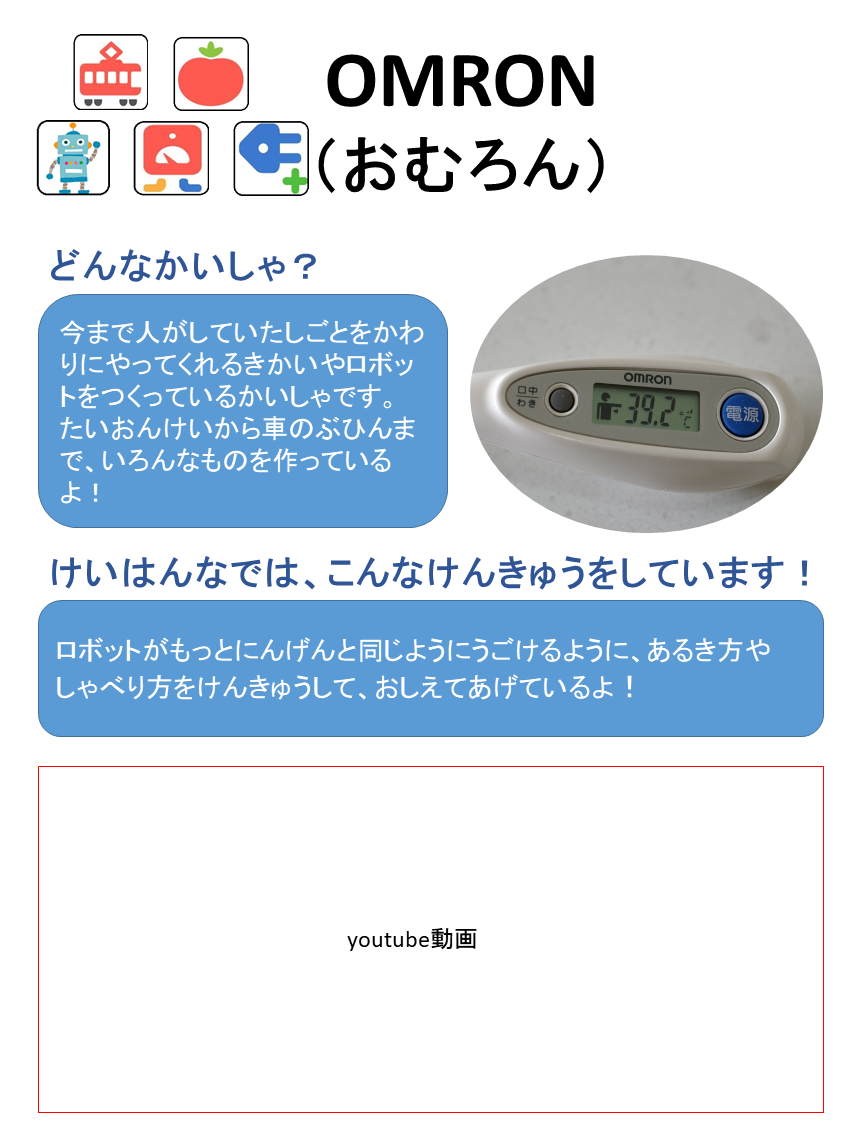 OMRON
（おむろん）
どんなかいしゃ？
今まで人がしていたしごとをかわ
りにやってくれるきかいやロボッ
トをつくっているかいしゃです。
たいおんけいから車のぶひんま
で、いろんなものを作っている
よ！
OMRON
口中
わき
39.2
℃
電源
けいはんなでは、こんなけんきゅうをしています！
ロボットがもっとにんげんと同じようにうごけるように、あるき方や
しゃべり方をけんきゅうして、おしえてあげているよ！
youtube動画